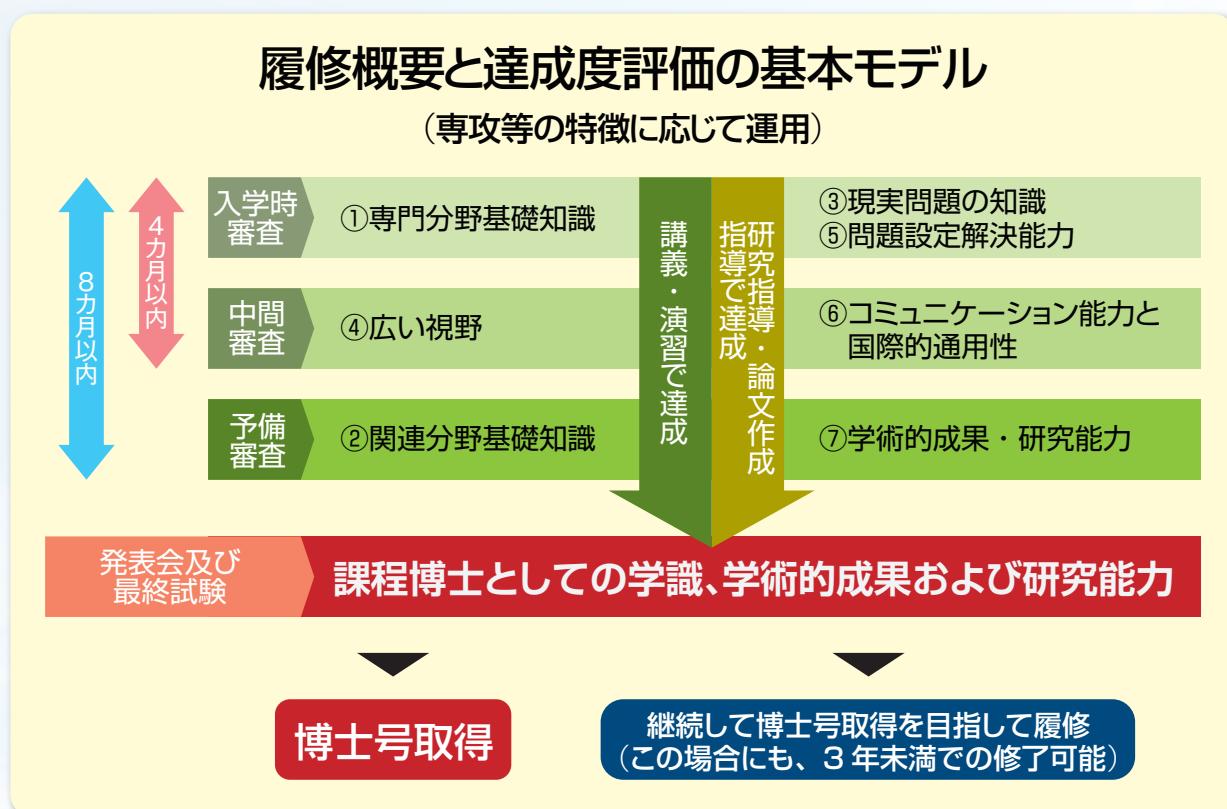 履修概要と達成度評価の基本モデル
（専攻等の特徴に応じて運用）
8カ月以内
4カ月以内
入学時
審査
①専門分野基礎知識
③現実問題の知識
⑤問題設定解決能力
中間
審査
④広い視野
⑥コミュニケーション能力と
国際的通用性
予備
審査
②関連分野基礎知識
⑦学術的成果・研究能力
講義・演習で達成
研究指導・論文作成
指導で達成
発表会及び
最終試験
課程博士としての学識、学術的成果および研究能力
博士号取得
継続して博士号取得を目指して履修
（この場合にも、3年未満での修了可能）